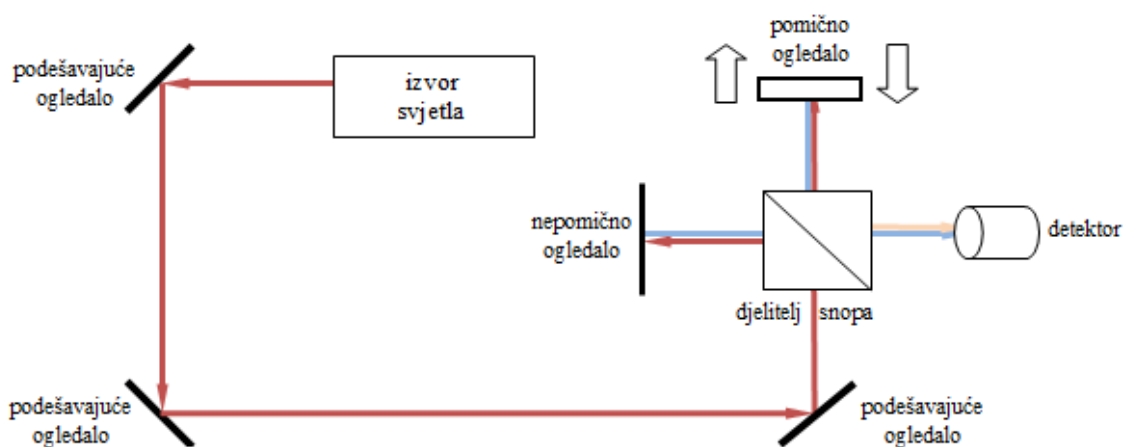 pomično
ogledalo
podešavajuće
ogledalo
izvor
svjetla
nepomično
ogledalo
detektor
djelitelj snopa
podešavajuće
ogledalo
podešavajuće
ogledalo